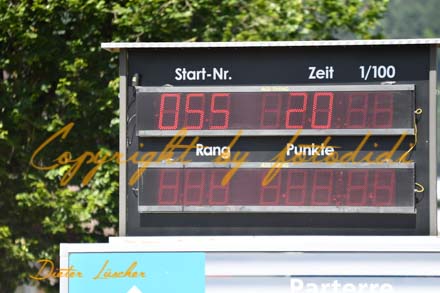 Start-Nr. Zeit 1/100
055 20
Copyright by fotodidi
Rang Punkte
Dieter Lüscher
Parterre